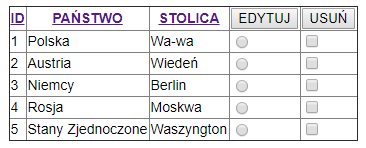 ID PAŃSTWO STOLICA EDYTUJ USUŃ
1 Polska Wa-wa
2 Austria Wiedeń
3 Niemcy Berlin
4 Rosja Moskwa
5 Stany Zjednoczone Waszyngton